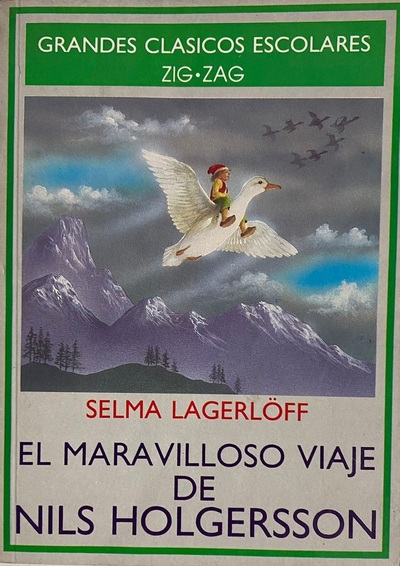 GRANDES CLASICOS ESCOLARES
ZIG•ZAG
SELMA LAGERLÖFF
EL MARAVILLOSO VIAJE
DE
NILS HOLGERSSON